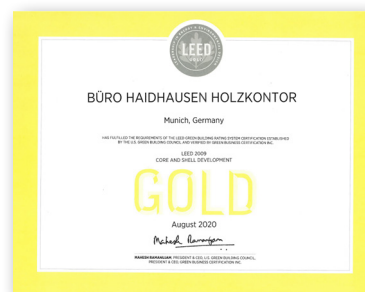 LEED
BÜRO HAIDHAUSEN HOLZKONTOR
Munich, Germany
HAS FULFILLED THE REQUIREMENTS OF THE LEED GREEN BUILDING RATING SYSTEM CERTIFICATION ESTABLISHED
BY THE U.S. GREEN BUILDING COUNCIL AND VERIFIED BY GREEN BUSINESS CERTIFICATION INC.
LEED 2009
CORE AND SHELL DEVELOPMENT
GOLD
August 2020
Mahesh Ramanujam
MAHESH RAMANUJAM, PRESIDENT & CEO, U.S. GREEN BUILDING COUNCIL,
PRESIDENT & CEO, GREEN BUSINESS CERTIFICATION INC.